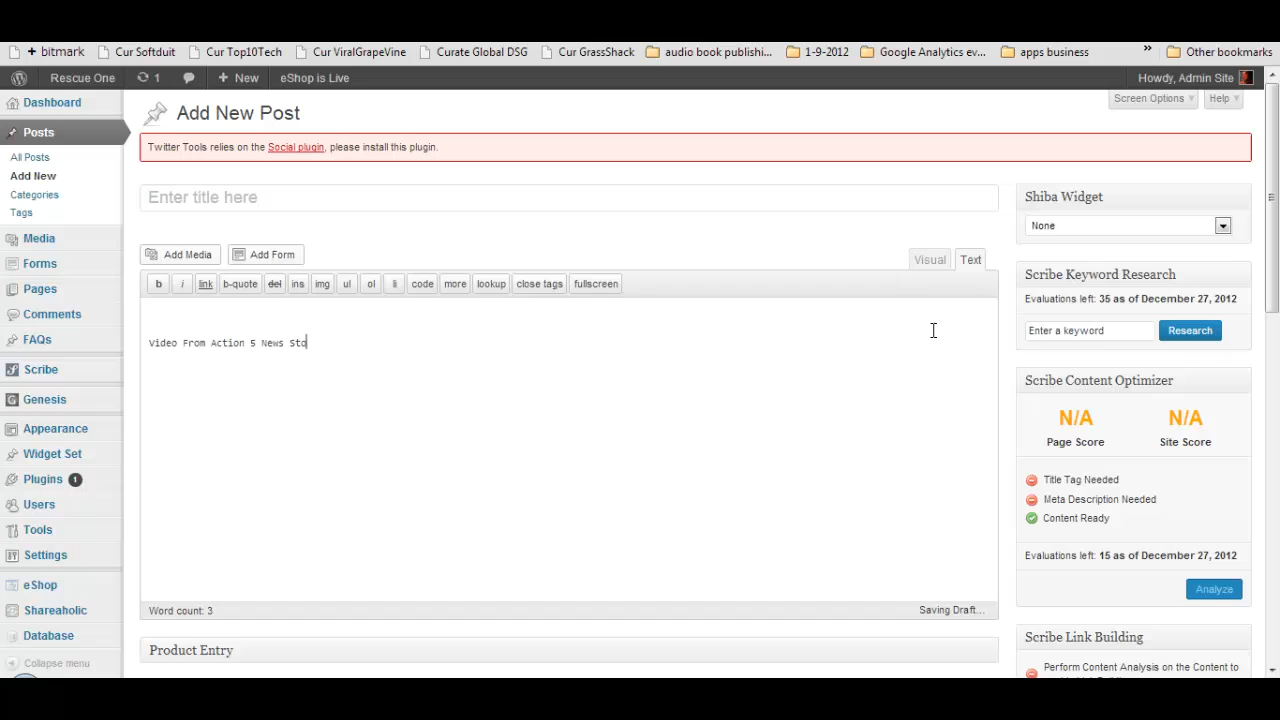 + bitmark Cur Softduit Cur Top10Tech Cur ViralGrapeVine Curate Global DSG Cur GrassShack audio book publishi... 1-9-2012 Google Analytics ev... apps business » Other bookmarks
Rescue One 1 + New eShop is Live Howdy, Admin Site
Screen Options Help
Dashboard
Posts
All Posts
Add New
Categories
Tags
Media
Forms
Pages
Comments
FAQs
Scribe
Genesis
Appearance
Widget Set
Plugins 1
Users
Tools
Settings
eShop
Shareaholic
Database
Collapse menu
Add New Post
Twitter Tools relies on the Social plugin, please install this plugin.
Enter title here
Add Media Add Form
Visual Text
b i link b-quote del ins img ul ol li code more lookup close tags fullscreen
Video From Action 5 News Sto
Word count: 3 Saving Draft...
Product Entry
Shiba Widget
None
Scribe Keyword Research
Evaluations left: 35 as of December 27, 2012
Enter a keyword Research
Scribe Content Optimizer
N/A N/A
Page Score Site Score
Title Tag Needed
Meta Description Needed
Content Ready
Evaluations left: 15 as of December 27, 2012
Analyze
Scribe Link Building
Perform Content Analysis on the Content to